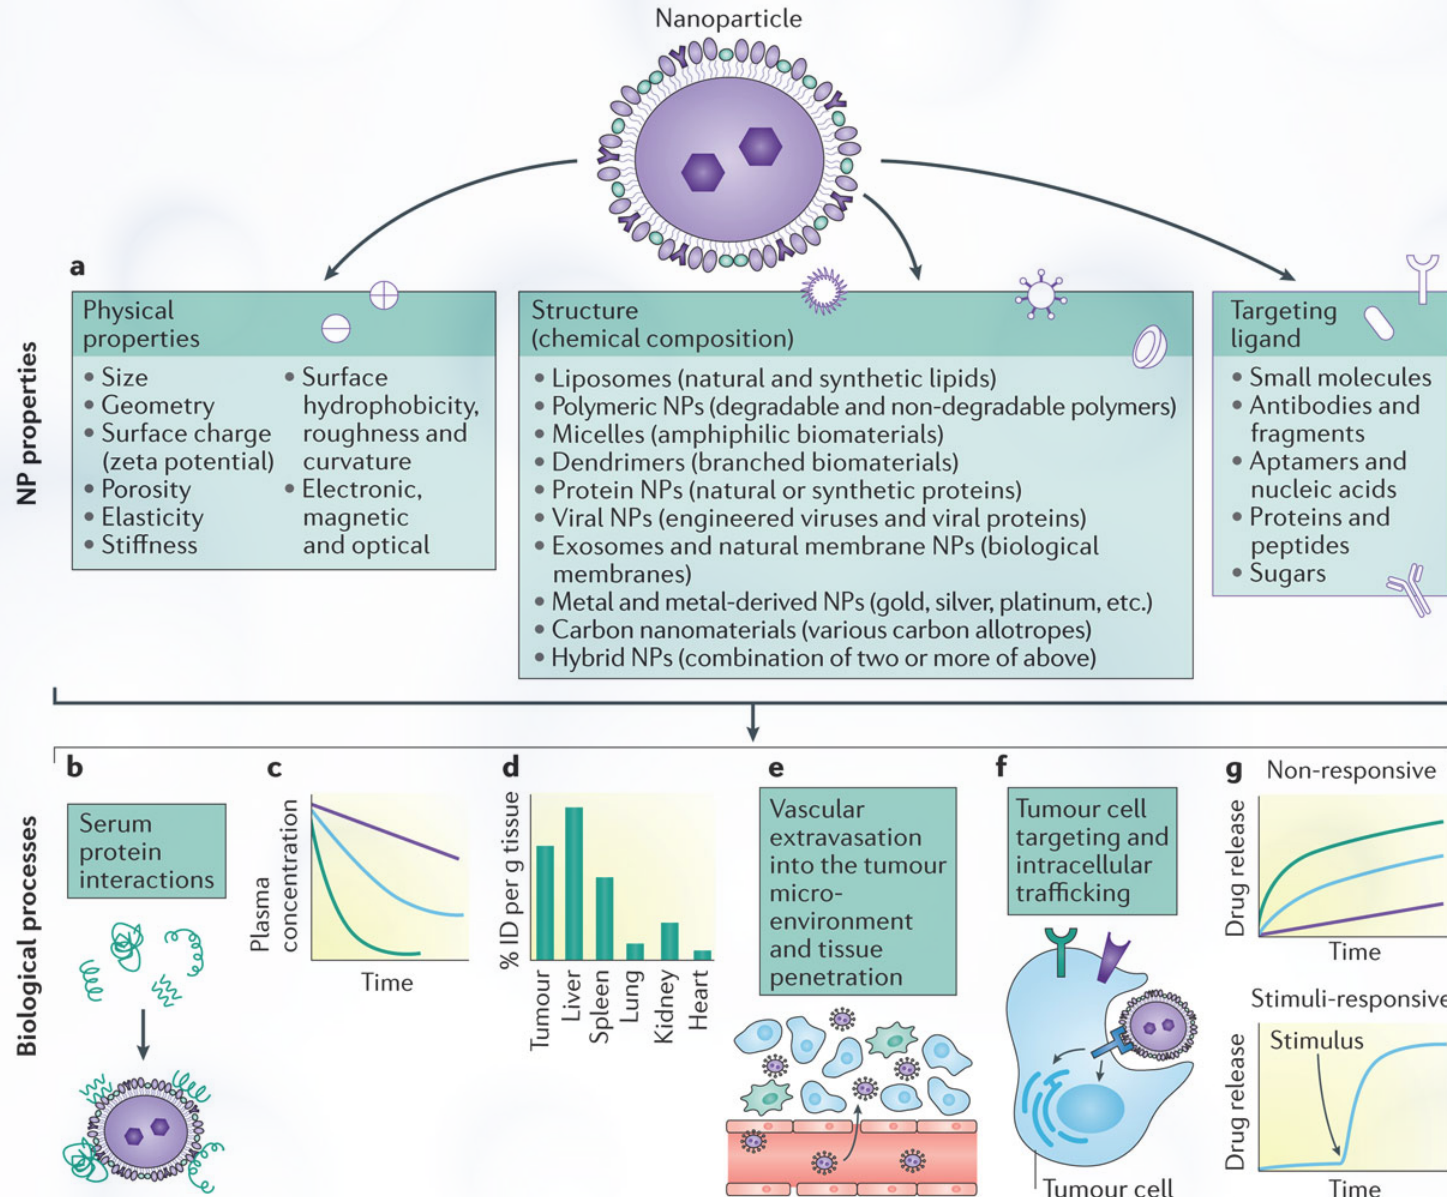 Nanoparticle
a
NP properties
Physical
properties
• Size
• Geometry
• Surface charge
(zeta potential)
• Porosity
• Elasticity
• Stiffness
• Surface
hydrophobicity,
roughness and
curvature
• Electronic,
magnetic
and optical
Structure
(chemical composition)
• Liposomes (natural and synthetic lipids)
• Polymeric NPs (degradable and non-degradable polymers)
• Micelles (amphiphilic biomaterials)
• Dendrimers (branched biomaterials)
• Protein NPs (natural or synthetic proteins)
• Viral NPs (engineered viruses and viral proteins)
• Exosomes and natural membrane NPs (biological
membranes)
• Metal and metal-derived NPs (gold, silver, platinum, etc.)
• Carbon nanomaterials (various carbon allotropes)
• Hybrid NPs (combination of two or more of above)
Targeting
ligand
• Small molecules
• Antibodies and
fragments
• Aptamers and
nucleic acids
• Proteins and
peptides
• Sugars
Biological processes
b
Serum
protein
interactions
c
Plasma
concentration
Time
d
% ID per g tissue
Tumour
Liver
Spleen
Lung
Kidney
Heart
e
Vascular
extravasation
into the tumour
micro-
environment
and tissue
penetration
f
Tumour cell
targeting and
intracellular
trafficking
Tumour cell
g
Non-responsive
Drug release
Time
Stimuli-responsive
Stimulus
Drug release
Time